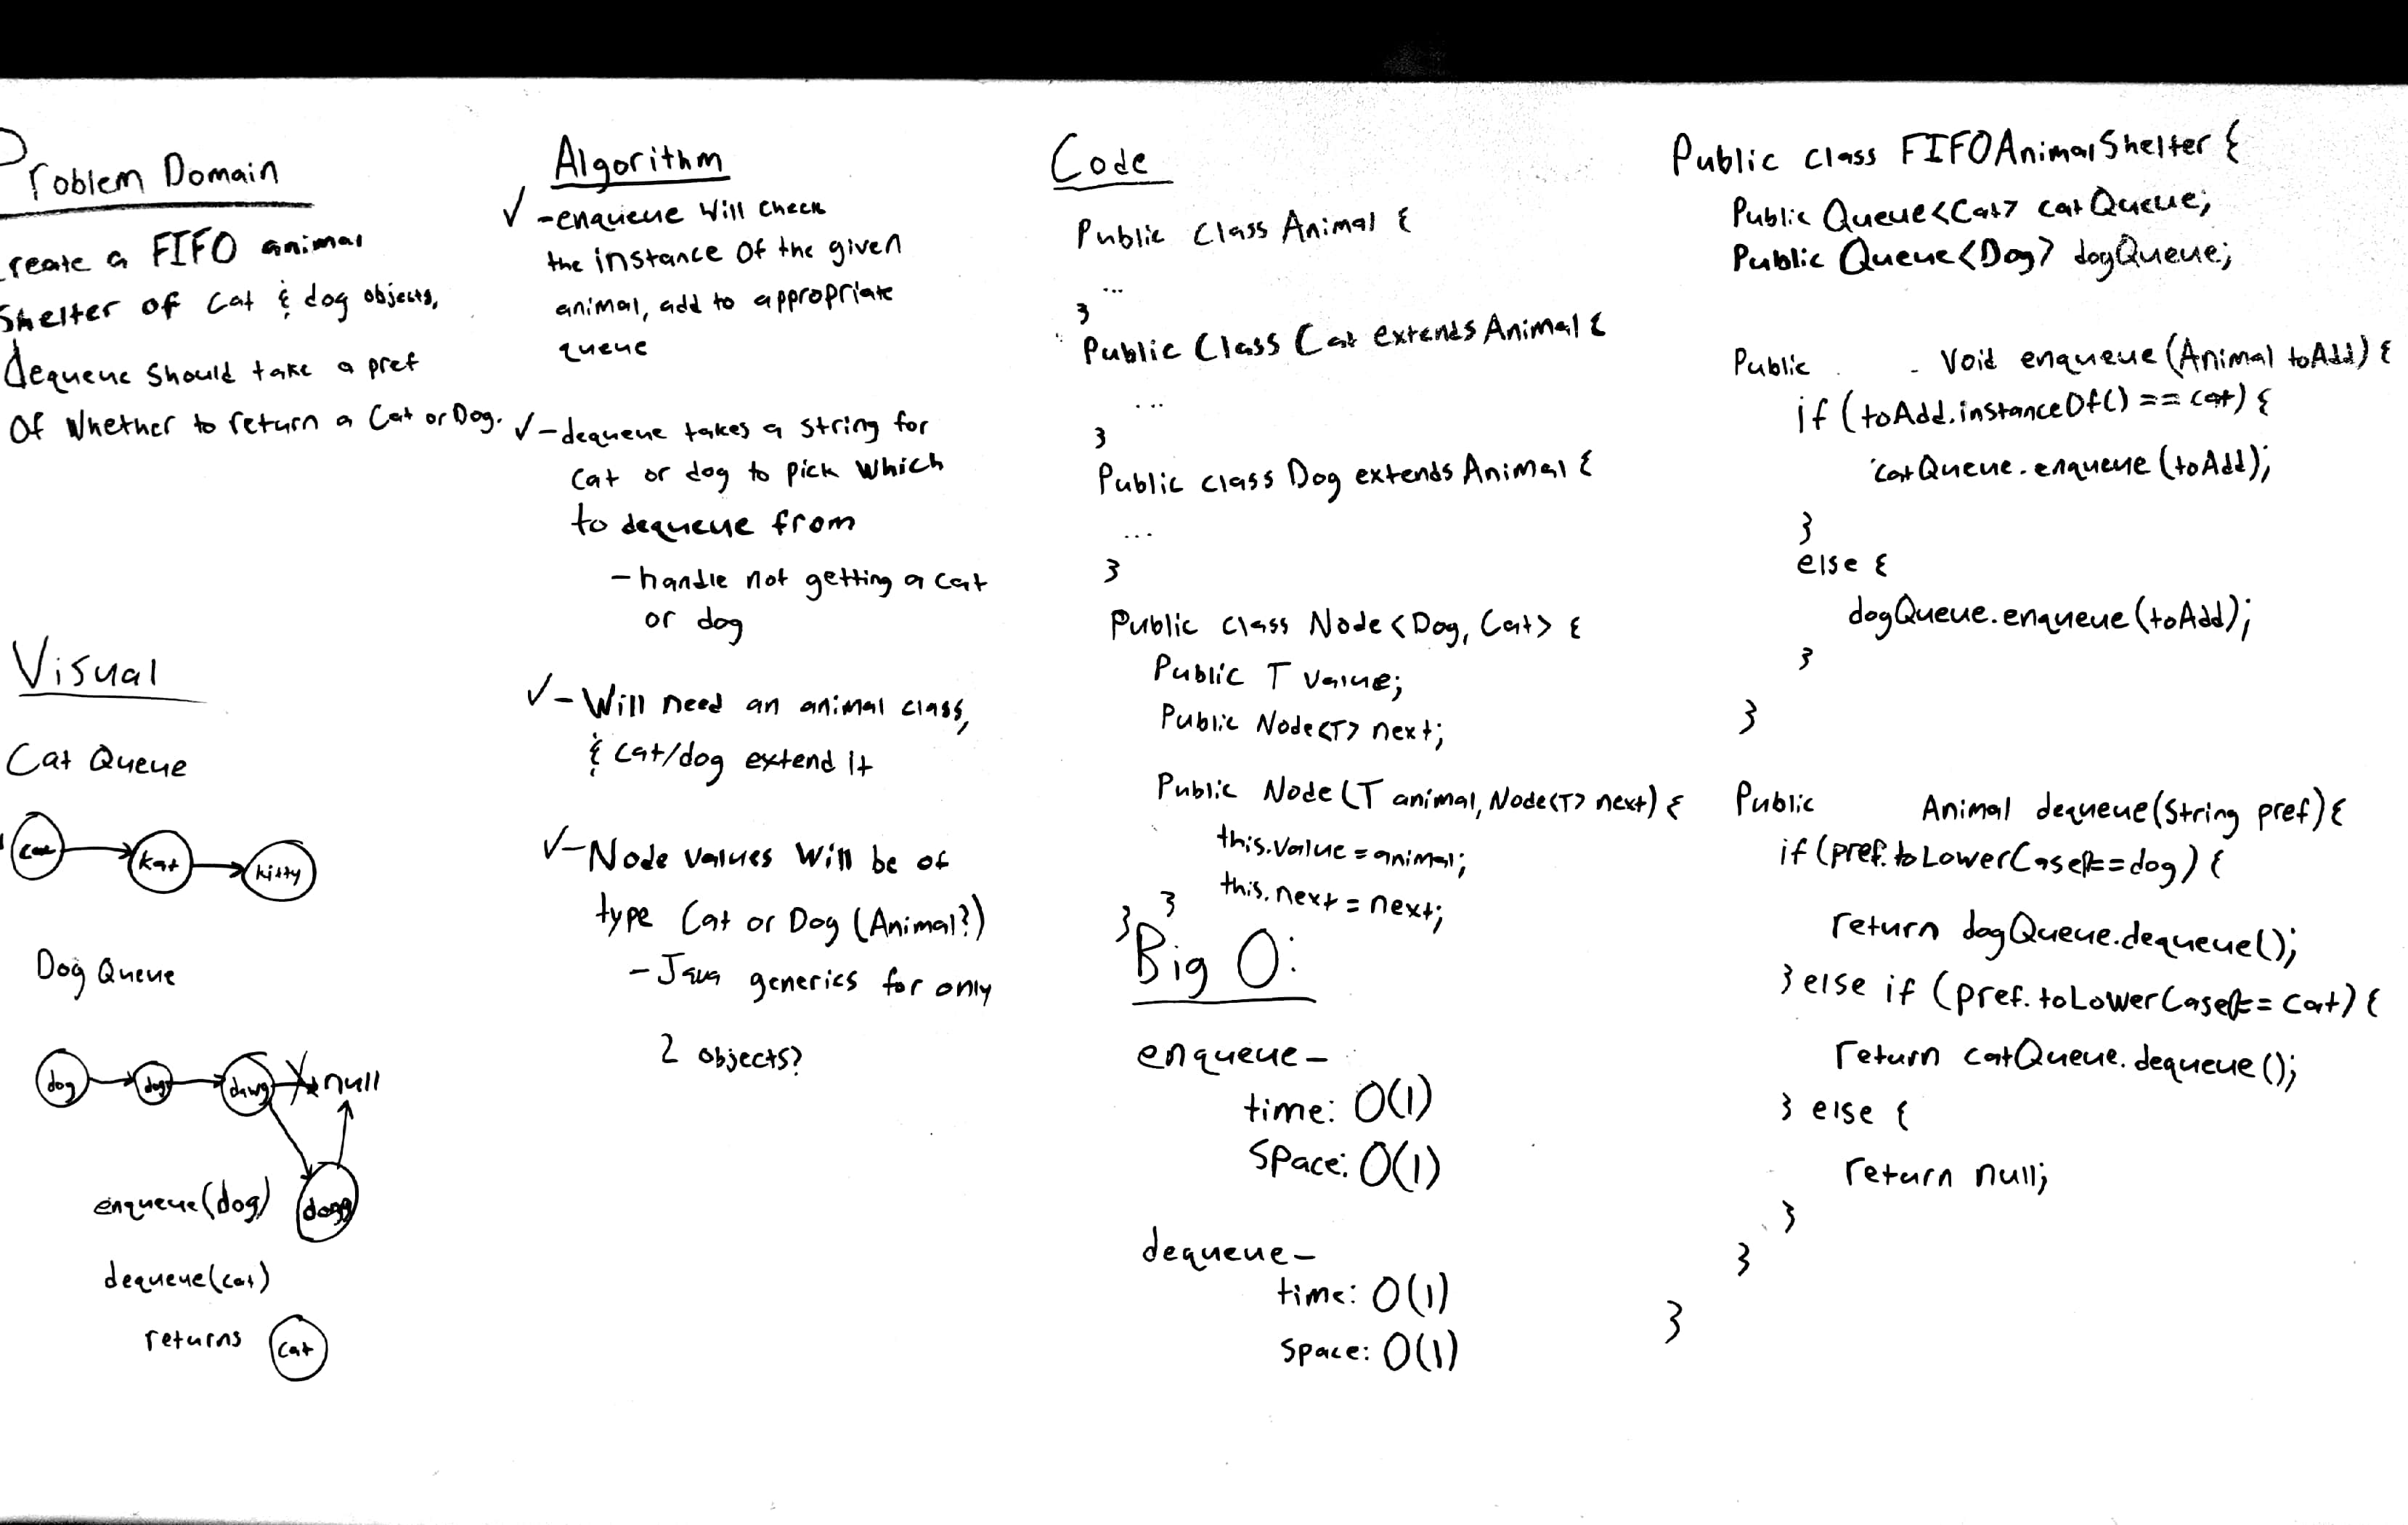 Problem Domain
Create a FIFO animal
Shelter of Cat & dog objects,
dequeue should take a pref
Of whether to return a Cat or Dog.
Visual
Cat Queue
cat
kat
kitty
Dog Queue
dog
dawg
null
enqueue(dog)
dogg
dequeue(cat)
returns
cat
Algorithm
✓ - enqueue will check
the instance of the given
animal, add to appropriate
queue
✓ - dequeue takes a string for
cat or dog to pick which
to dequeue from
- handle not getting a cat
or dog
✓ - Will need an animal class,
& cat/dog extend it
✓ - Node values will be of
type Cat or Dog (Animal?)
- Java generics for only
2 objects?
Code
Public class Animal {
...
}
Public Class Cat extends Animal {
...
}
Public class Dog extends Animal {
...
}
Public class Node<Dog, Cat> {
Public T value;
Public Node<T> next;
Public Node(T animal, Node<T> next) {
this.value = animal;
this.next = next;
}
}
Big O:
enqueue -
time: O(1)
Space: O(1)
dequeue -
time: O(1)
Space: O(1)
Public class FIFOAnimalShelter {
Public Queue<Cat> catQueue;
Public Queue<Dog> dogQueue;
Public Void enqueue(Animal toAdd) {
if (toAdd.instanceOf() == cat) {
catQueue.enqueue(toAdd);
}
else {
dogQueue.enqueue(toAdd);
}
}
Public Animal dequeue(String pref) {
if (pref.toLowerCase()==dog) {
return dogQueue.dequeue();
} else if (pref.toLowerCase()== cat) {
return catQueue.dequeue();
} else {
return null;
}
}
}